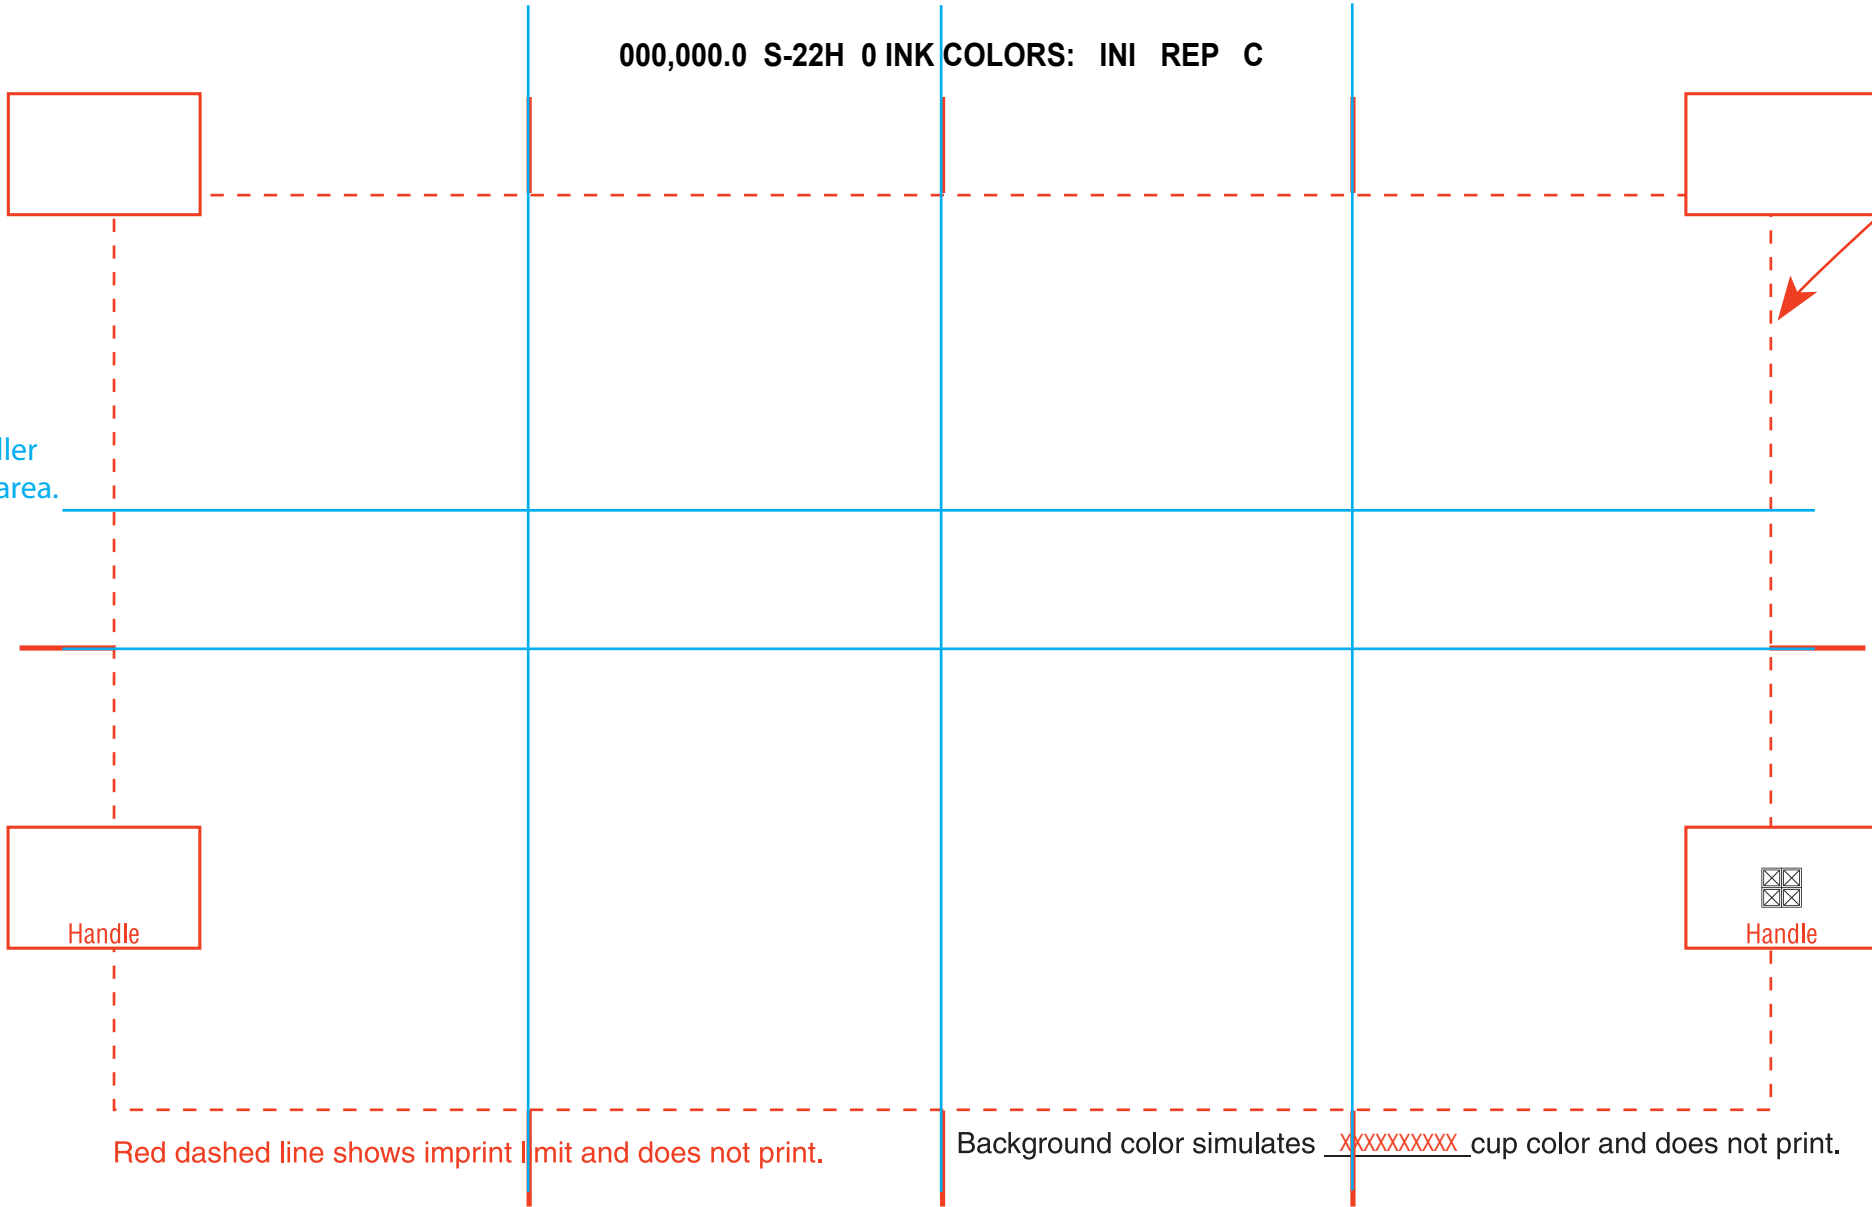 000,000.0 S-22H 0 INK COLORS: INI REP C
area.
Handle
Handle
Red dashed line shows imprint limit and does not print.
Background color simulates XXXXXXXXXX cup color and does not print.